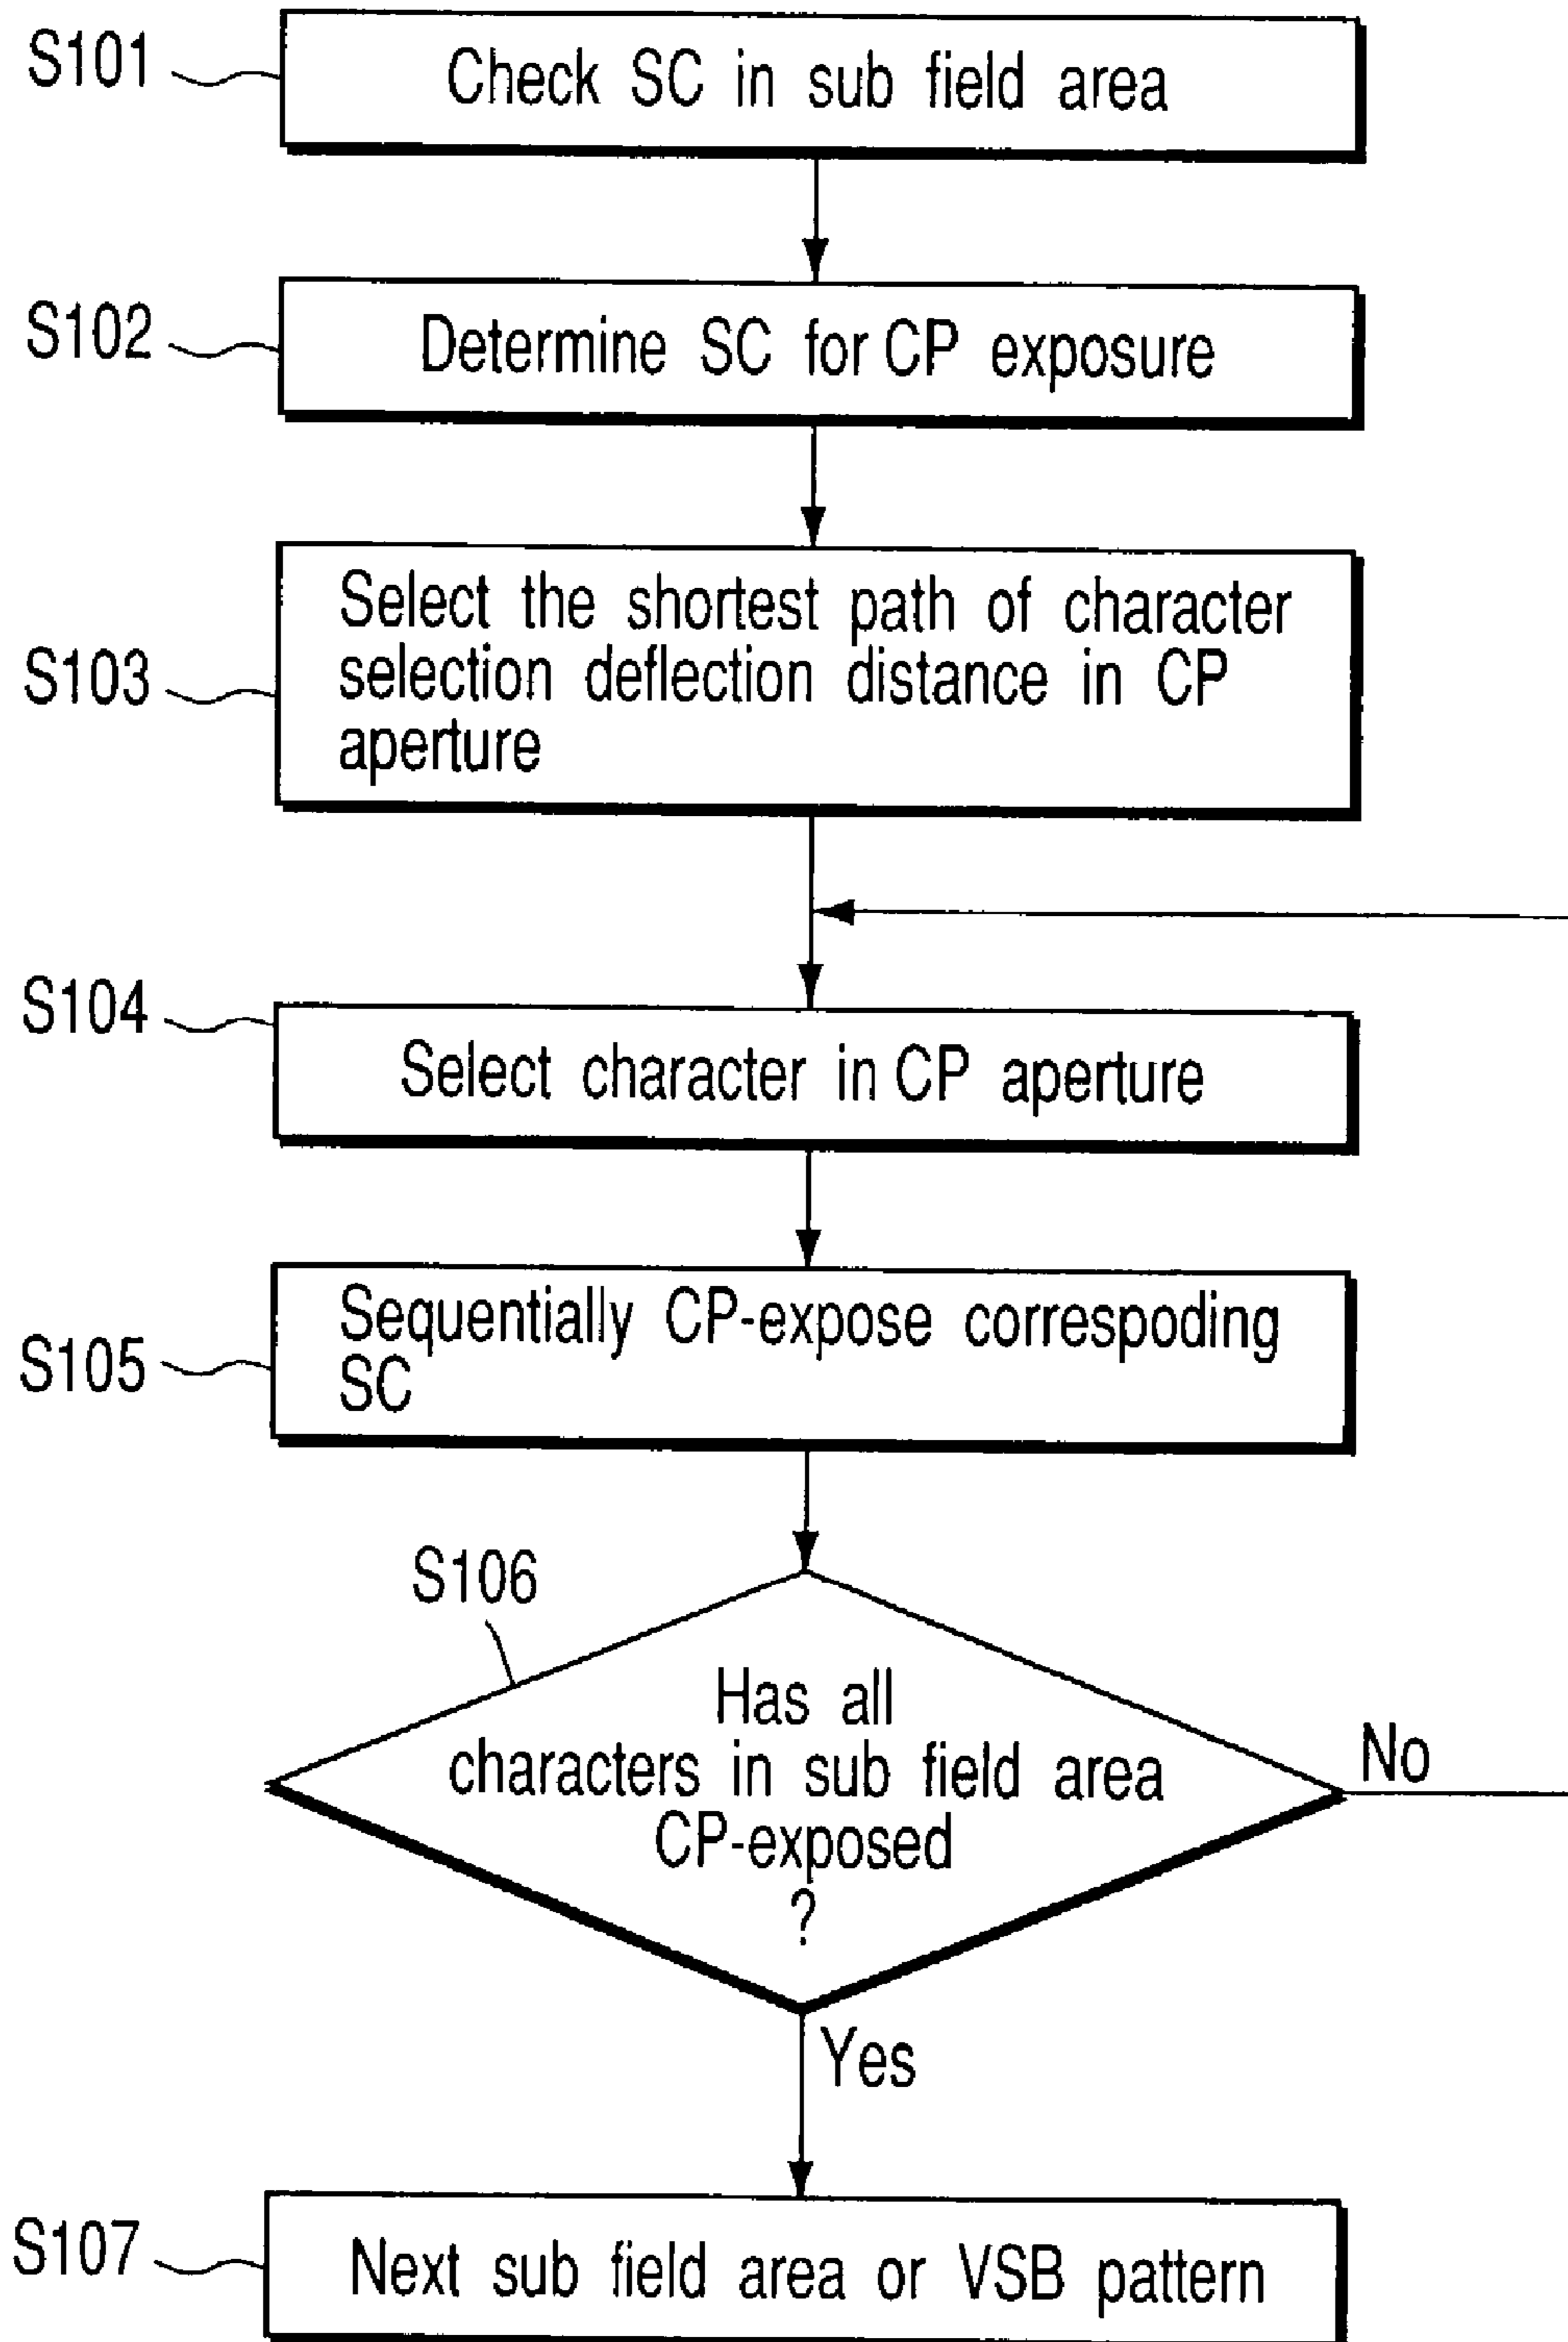 S101
Check SC in sub field area
S102
Determine SC for CP exposure
S103
Select the shortest path of character
selection deflection distance in CP
aperture
S104
Select character in CP aperture
S105
Sequentially CP-expose correspoding
SC
S106
Has all
characters in sub field area
CP-exposed
?
No
Yes
S107
Next sub field area or VSB pattern